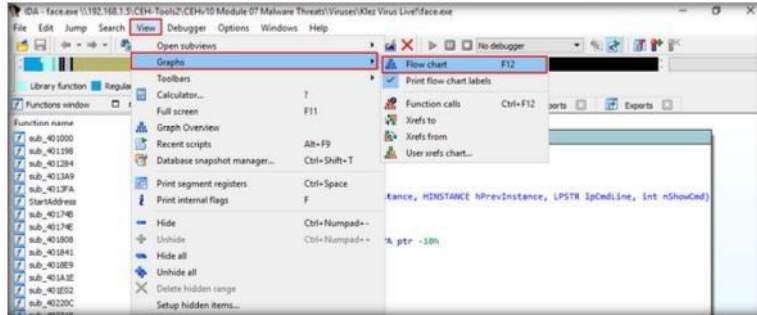 IDA - face.exe \\192.168.1.5\CEH-Tools2\CEHv10 Module 07 Malware Threats\Viruses\Klez Virus Live!\face.exe
File Edit Jump Search View Debugger Options Windows Help
Open subviews
No debugger
Graphs
Flow chart F12
Toolbars
Print flow chart labels
Library function Regula
Calculator... ?
Functions window
Full screen F11
Function calls Ctrl+F12
ports
Exports
Function name
Graph Overview
Xrefs to
sub_401000
Recent scripts Alt+F9
Xrefs from
sub_401198
Database snapshot manager... Ctrl+Shift+T
User xrefs chart...
sub_401284
sub_4013A9
Print segment registers Ctrl+Space
sub_4013FA
Print internal flags F
tance, HINSTANCE hPrevInstance, LPSTR lpCmdLine, int nShowCmd)
StartAddress
sub_40174B
Hide Ctrl+Numpad+-
sub_40174E
Unhide Ctrl+Numpad++
sub_401808
Hide all
A ptr -10h
sub_401841
Unhide all
sub_4018E9
sub_401A1E
Delete hidden range
sub_401E02
Setup hidden items...
sub_40220C